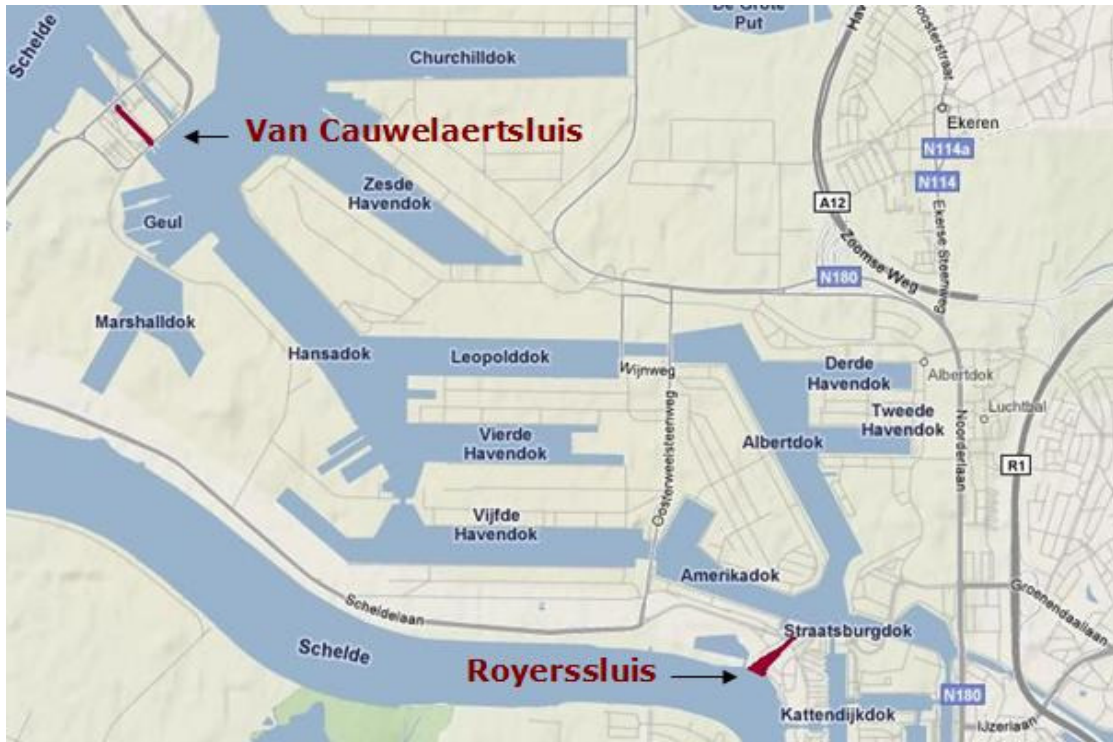 De Grote
Put
Schelde
Churchilldok
Van Cauwelaertsluis
Ekeren
N114a
N114
Zesde
Havendok
A12
Geul
Zoomse Weg
Ekerse Steenweg
N180
Marshalldok
Hansadok
Leopolddok
Wijnweg
Derde
Havendok
Albertdok
Tweede
Havendok
Luchtbal
Noorderlaan
Vierde
Havendok
Albertdok
R1
Oosterweelsteenweg
Vijfde
Havendok
Amerikadok
Groenendaallaan
Scheldelaan
Straatsburgdok
Schelde
Royerssluis
N180
Kattendijkdok
IJzerlaan